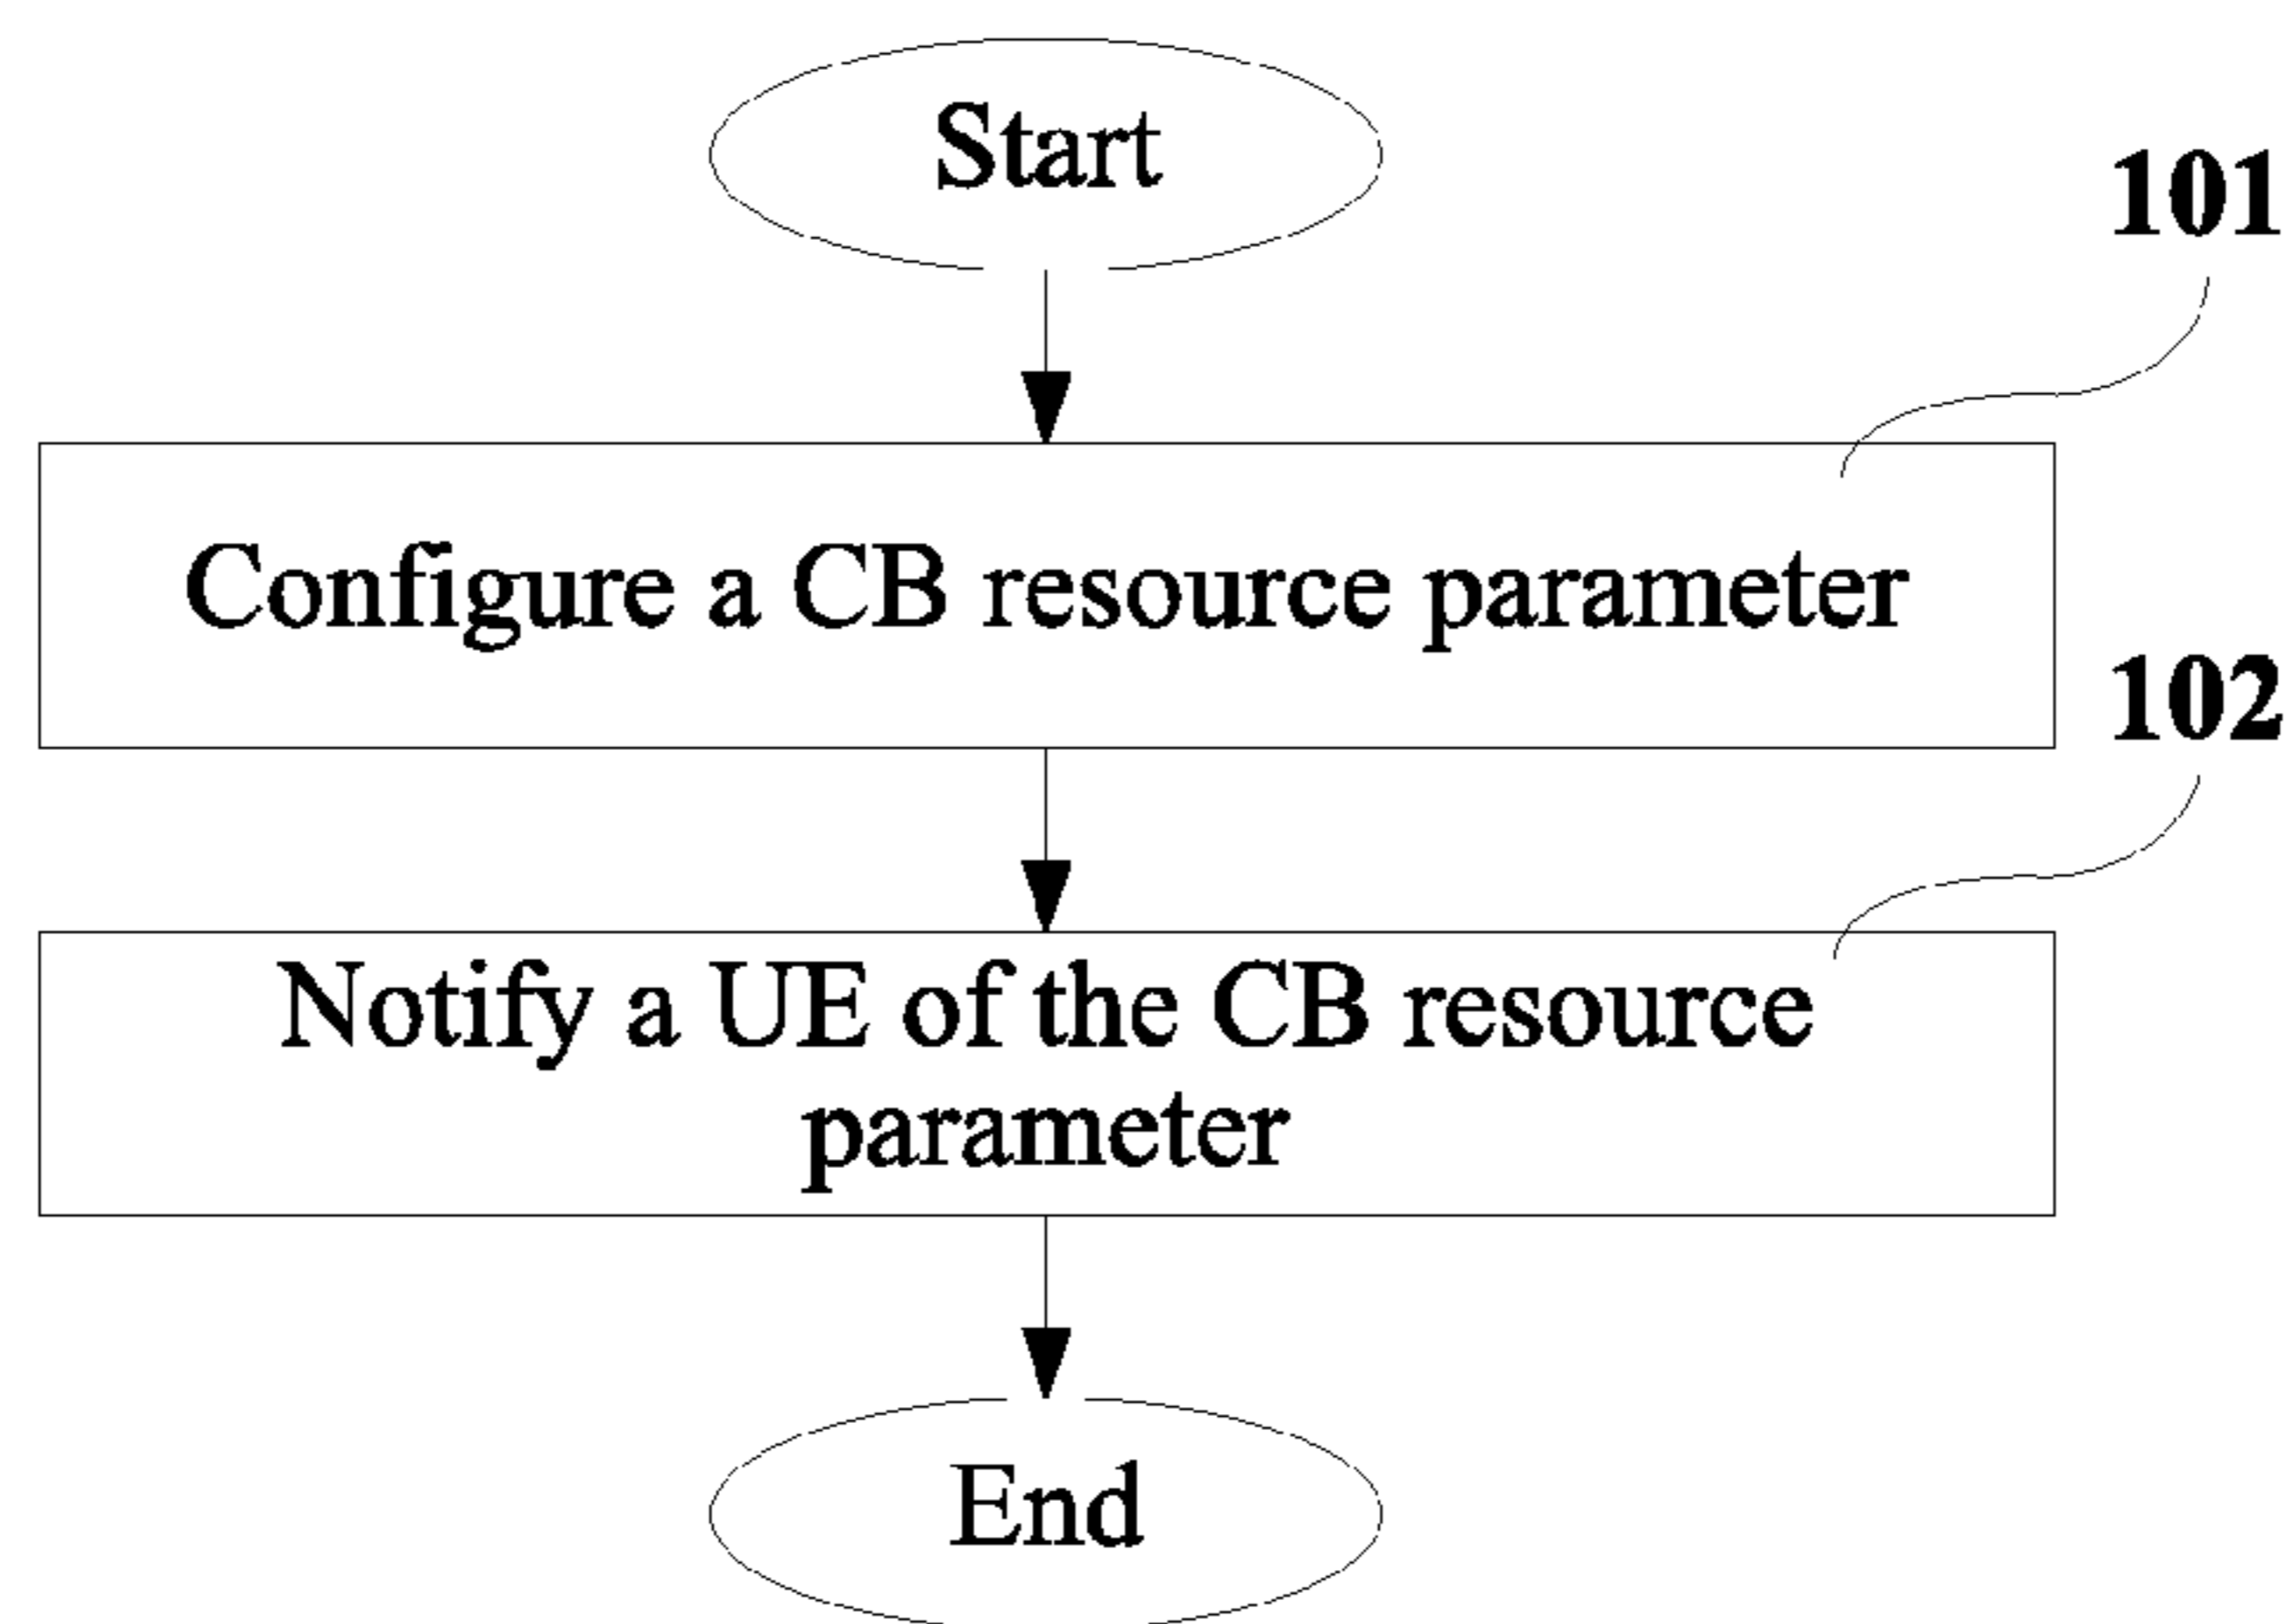 Start
101
Configure a CB resource parameter
102
Notify a UE of the CB resource
parameter
End